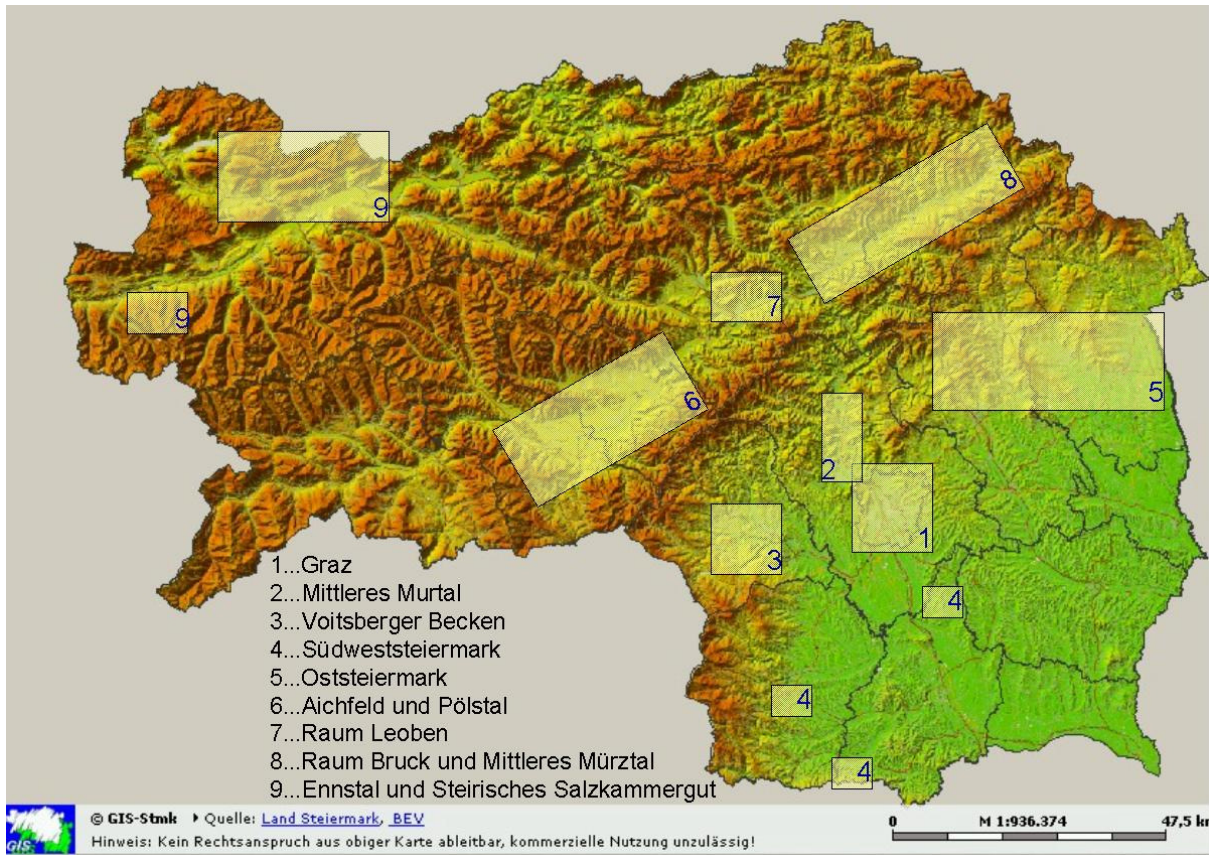 9
8
9
7
5
6
2
1
3
4
4
4
1...Graz
2...Mittleres Murtal
3...Voitsberger Becken
4...Südweststeiermark
5...Oststeiermark
6...Aichfeld und Pölstal
7...Raum Leoben
8...Raum Bruck und Mittleres Mürztal
9...Ennstal und Steirisches Salzkammergut
GIS
© GIS-Stmk Quelle: Land Steiermark, BEV
Hinweis: Kein Rechtsanspruch aus obiger Karte ableitbar, kommerzielle Nutzung unzulässig!
0 M 1:936.374 47,5 km